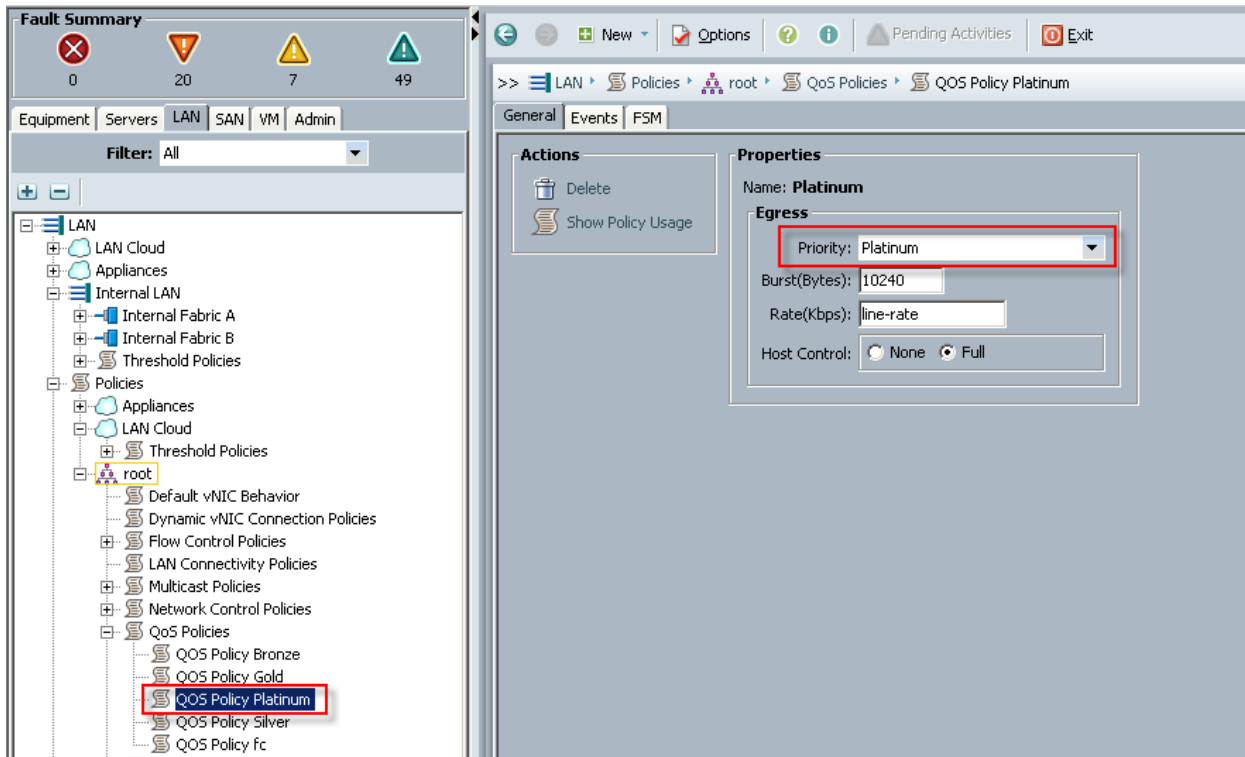 Fault Summary
0 20 7 49
Equipment Servers LAN SAN VM Admin
Filter: All
LAN
LAN Cloud
Appliances
Internal LAN
Internal Fabric A
Internal Fabric B
Threshold Policies
Policies
Appliances
LAN Cloud
Threshold Policies
root
Default vNIC Behavior
Dynamic vNIC Connection Policies
Flow Control Policies
LAN Connectivity Policies
Multicast Policies
Network Control Policies
QoS Policies
QOS Policy Bronze
QOS Policy Gold
QOS Policy Platinum
QOS Policy Silver
QOS Policy fc
New Options Pending Activities Exit
>> LAN Policies root QoS Policies QOS Policy Platinum
General Events FSM
Actions
Delete
Show Policy Usage
Properties
Name: Platinum
Egress
Priority: Platinum
Burst(Bytes): 10240
Rate(Kbps): line-rate
Host Control: None Full